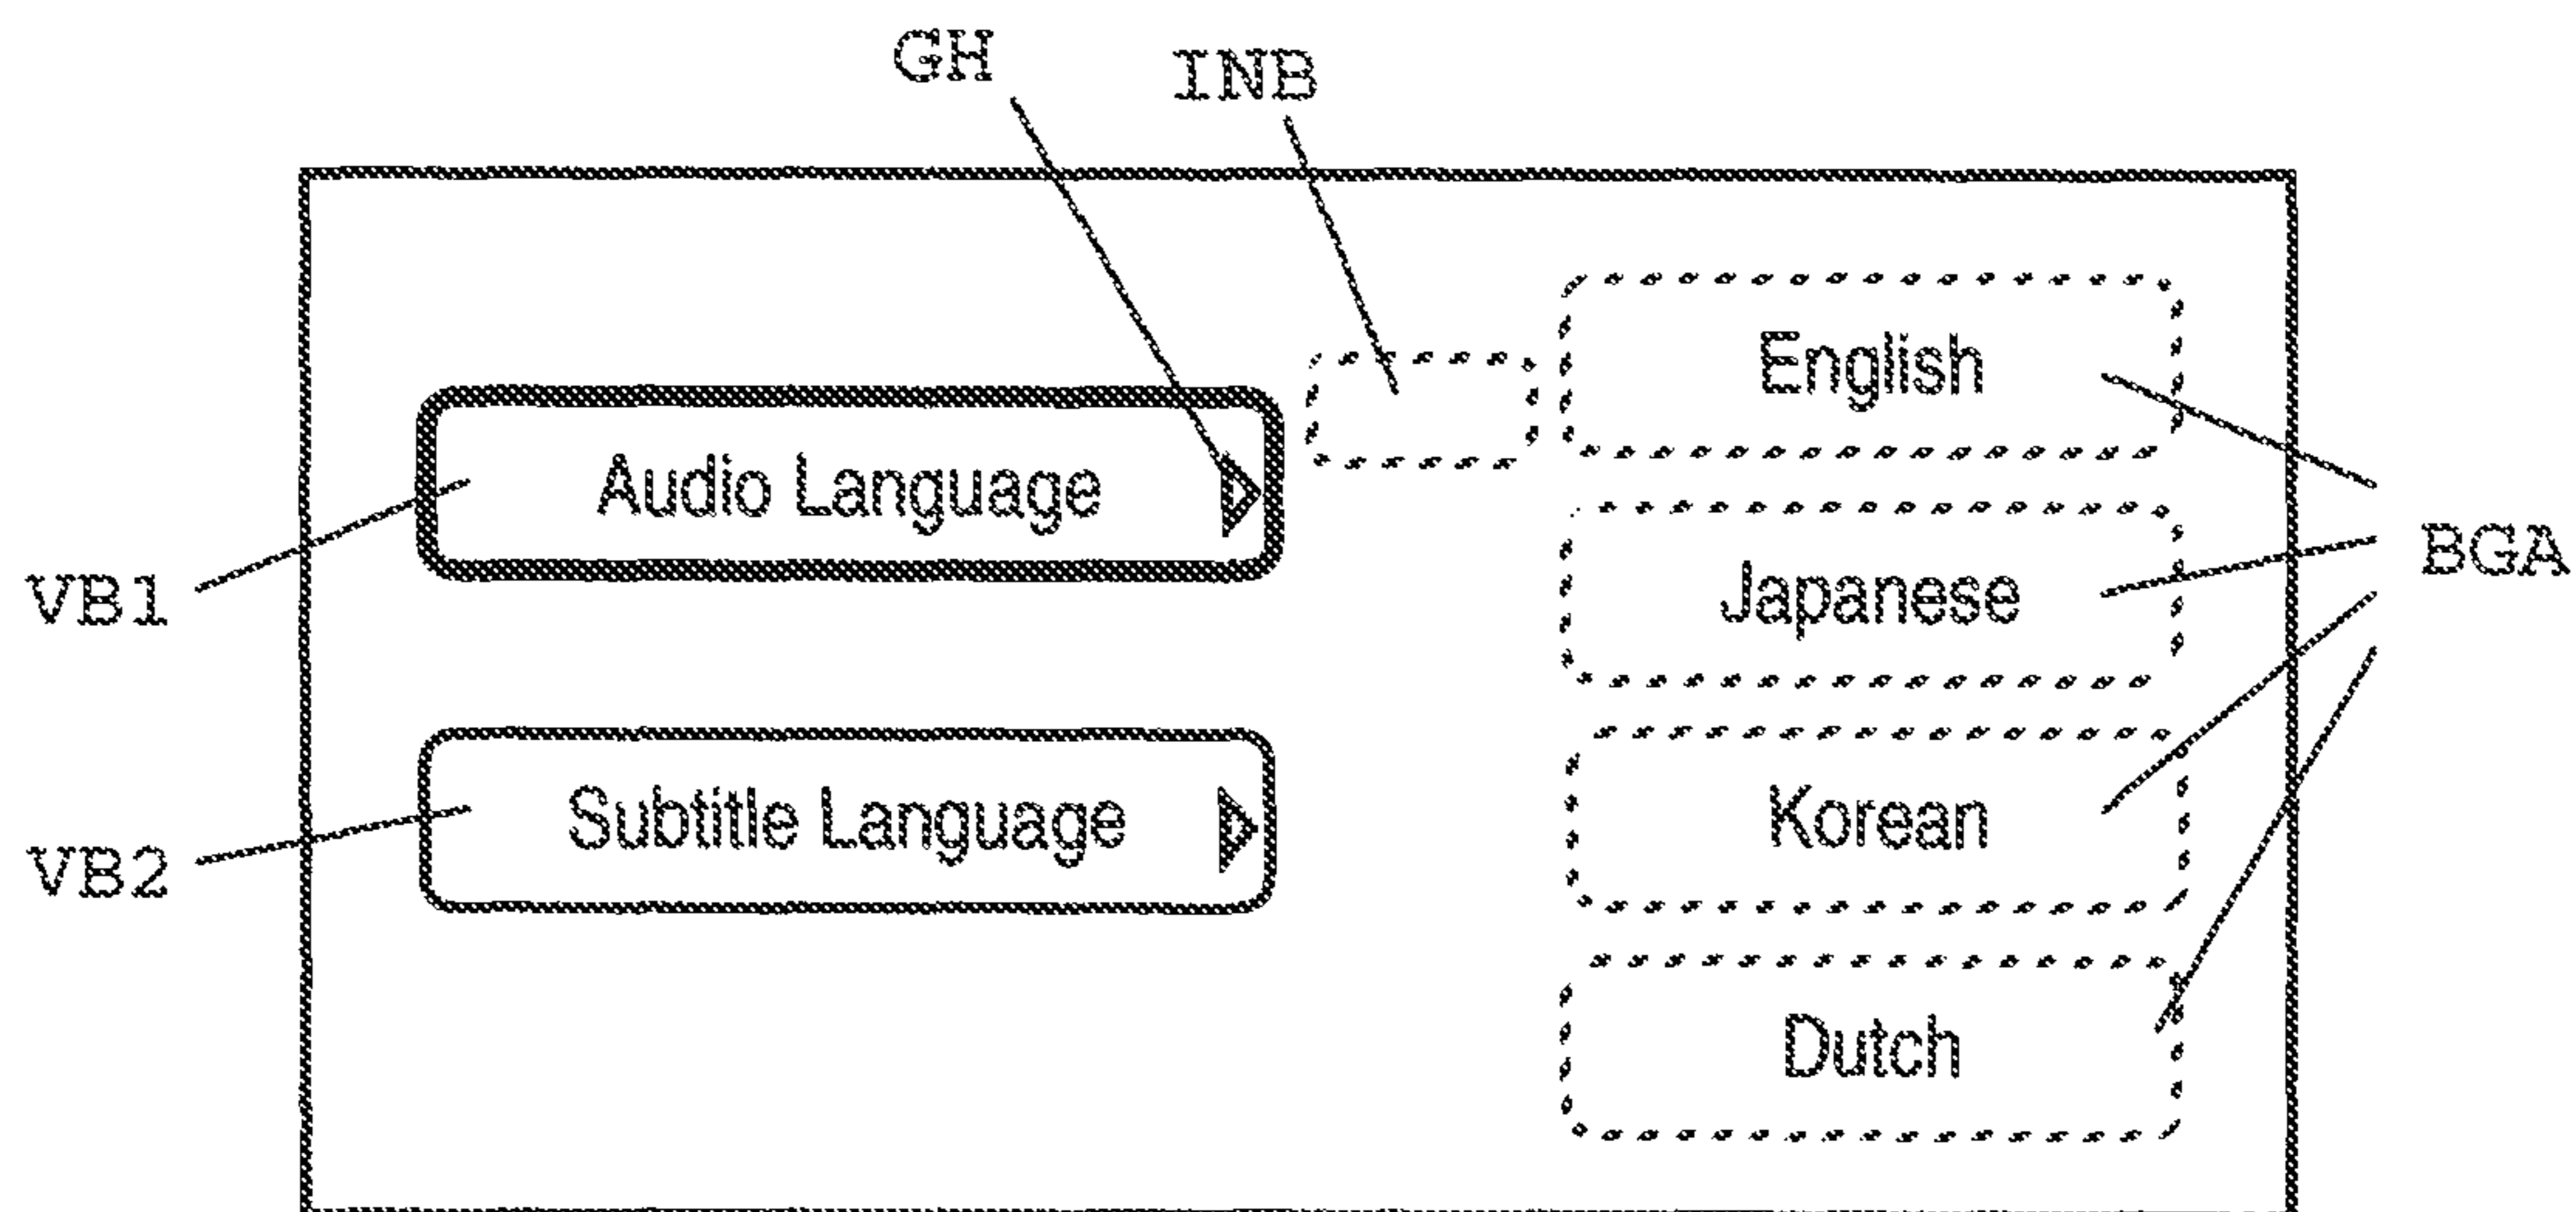 GH
INB
English
Audio Language
Japanese
BGA
VB1
Subtitle Language
Korean
VB2
Dutch